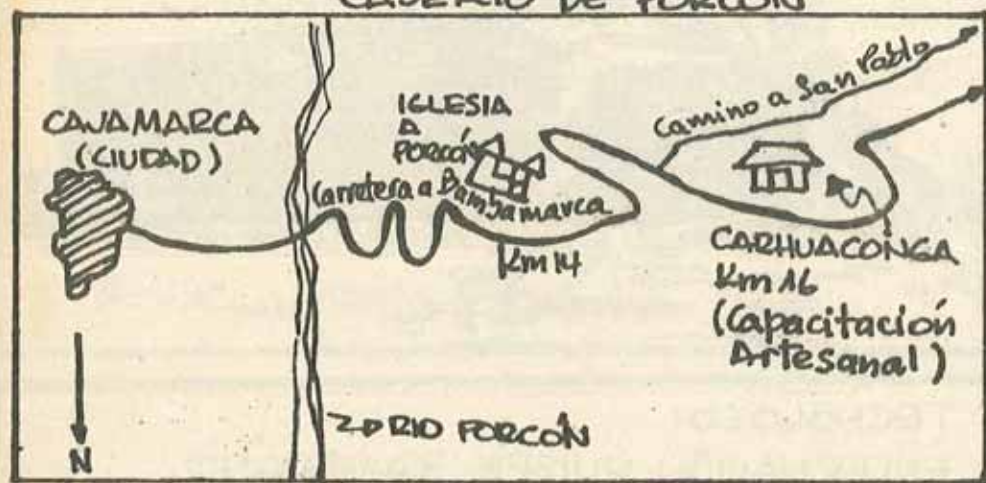 CASERIO DE PORCÓN
CAJAMARCA
(CIUDAD)
IGLESIA
A
PORCÓN
Carretera a Bambamarca
Km 14
Camino a San Pablo
CARHUACONGA
Km 16
(Capacitación
Artesanal)
RIO PORCÓN
N